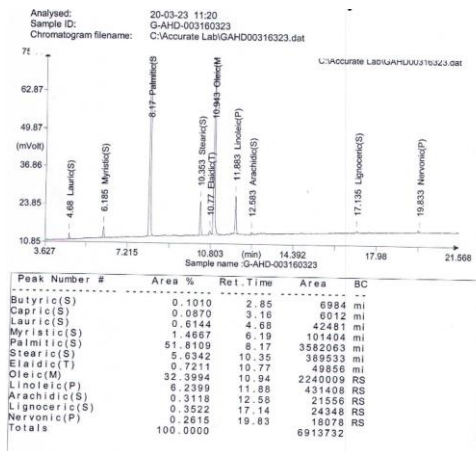 Analysed: 20-03-23 11:20
Sample ID: G-AHD-003160323
Chromatogram filename: C:\Accurate Lab\GAHD00316323.dat
C:\Accurate Lab\GAHD00316323.dat
75
62.87
49.87
(mVolt)
36.86
23.85
10.85
4.68 Lauric(S)
6.185 Myristic(S)
8.17 Palmitic(S)
10.353 Stearic(S)
10.77 Elaidic(T)
10.943 Oleic(M
11.883 Linoleic(P)
12.583 Arachidic(S)
17.135 Lignoceric(S)
19.833 Nervonic(P)
3.627 7.215 10.803 (min) 14.392 17.98 21.568
Sample name :G-AHD-003160323
Peak Number # Area % Ret.Time Area BC
Butyric(S) 0.1010 2.85 6984 mi
Capric(S) 0.0870 3.16 6012 mi
Lauric(S) 0.6144 4.68 42481 mi
Myristic(S) 1.4667 6.19 101404 mi
Palmitic(S) 51.8109 8.17 3582063 mi
Stearic(S) 5.6342 10.35 389533 mi
Elaidic(T) 0.7211 10.77 49856 mi
Oleic(M) 32.3994 10.94 2240009 RS
Linoleic(P) 6.2399 11.88 431408 RS
Arachidic(S) 0.3118 12.58 21556 RS
Lignoceric(S) 0.3522 17.14 24348 RS
Nervonic(P) 0.2615 19.83 18078 RS
Totals 100.0000 6913732